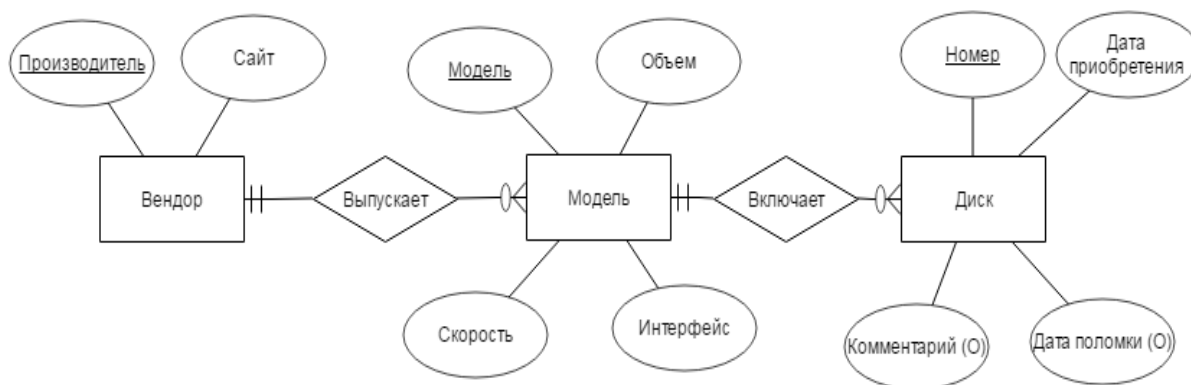 Производитель
Сайт
Модель
Объем
Номер
Дата
приобретения
Вендор
Выпускает
Модель
Включает
Диск
Скорость
Интерфейс
Комментарий (О)
Дата поломки (О)